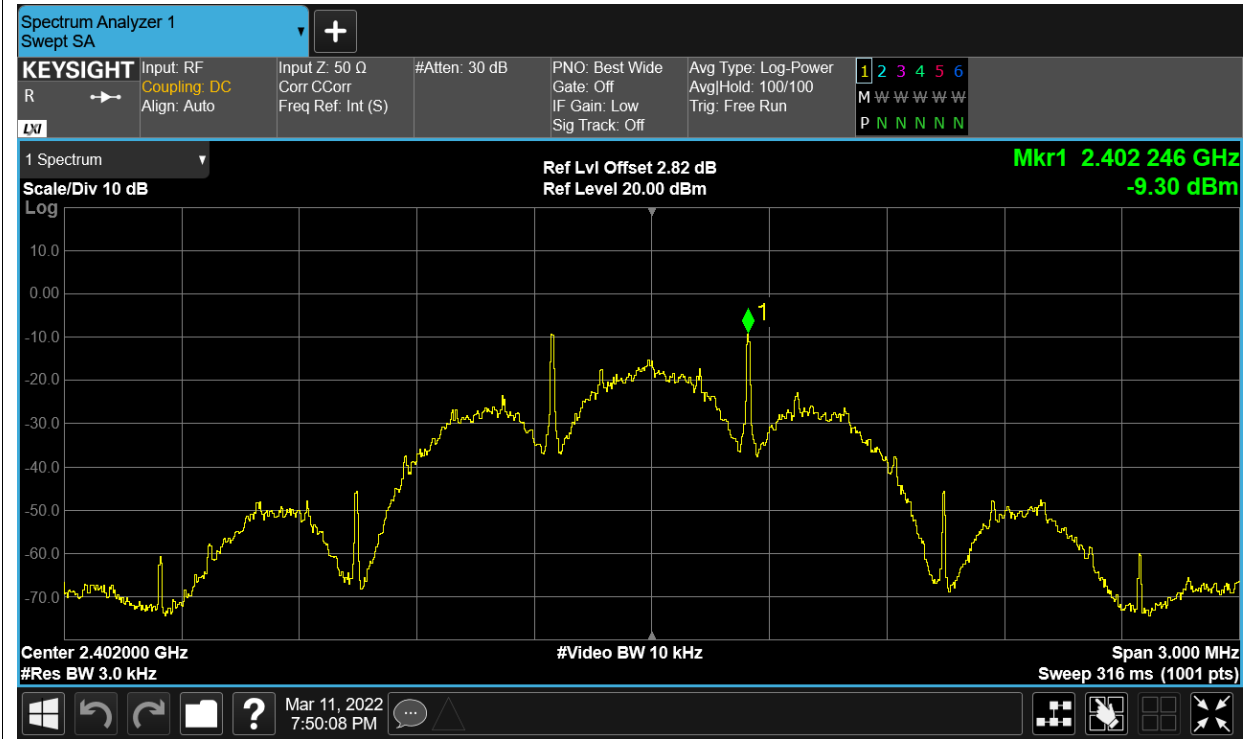 Spectrum Analyzer 1
Swept SA
KEYSIGHT
R
LXI
Input: RF
Coupling: DC
Align: Auto
Input Z: 50 Ω
Corr CCorr
Freq Ref: Int (S)
#Atten: 30 dB
PNO: Best Wide
Gate: Off
IF Gain: Low
Sig Track: Off
Avg Type: Log-Power
Avg|Hold: 100/100
Trig: Free Run
1 2 3 4 5 6
M W W W W W W
P N N N N N N
1 Spectrum
Scale/Div 10 dB
Log
Ref Lvl Offset 2.82 dB
Ref Level 20.00 dBm
Mkr1 2.402 246 GHz
-9.30 dBm
10.0
0.00
1
-10.0
-20.0
-30.0
-40.0
-50.0
-60.0
-70.0
Center 2.402000 GHz
#Video BW 10 kHz
Span 3.000 MHz
#Res BW 3.0 kHz
Sweep 316 ms (1001 pts)
?
Mar 11, 2022
7:50:08 PM